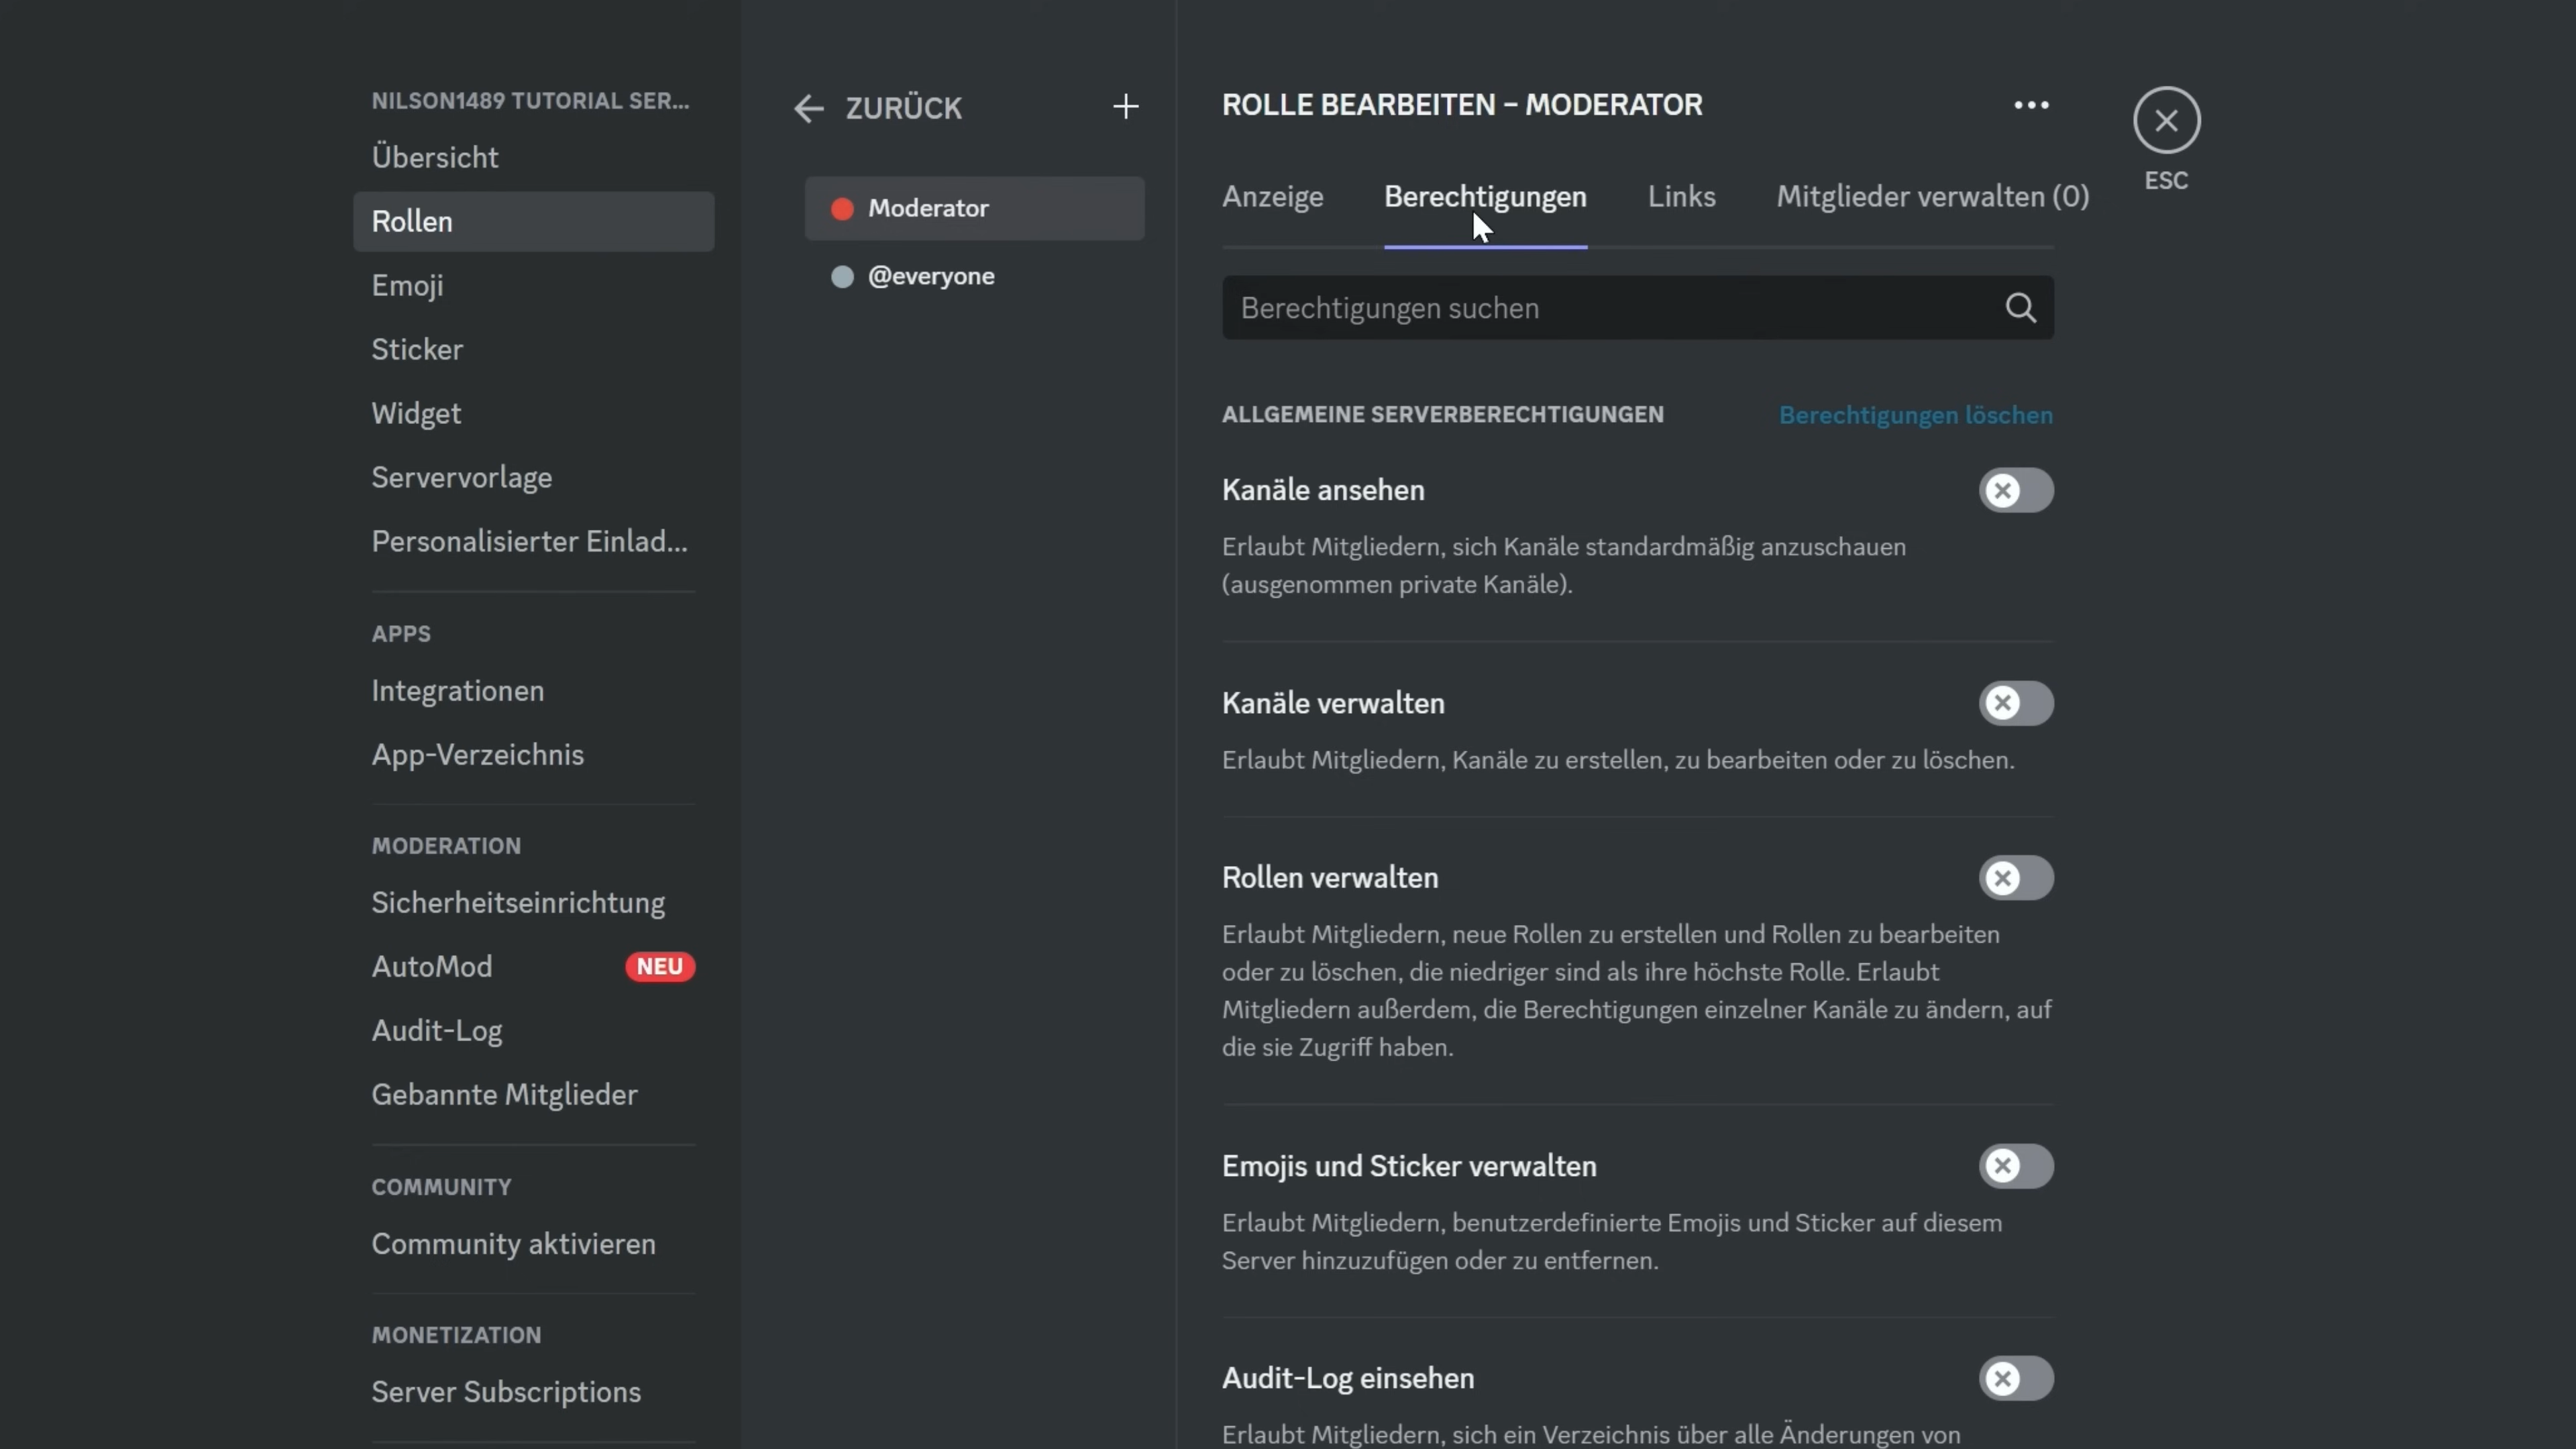 NILSON1489 TUTORIAL SER...
Übersicht
Rollen
Emoji
Sticker
Widget
Servervorlage
Personalisierter Einlad...
APPS
Integrationen
App-Verzeichnis
MODERATION
Sicherheitseinrichtung
AutoMod NEU
Audit-Log
Gebannte Mitglieder
COMMUNITY
Community aktivieren
MONETIZATION
Server Subscriptions
ZURÜCK
Moderator
@everyone
ROLLE BEARBEITEN – MODERATOR
ESC
Anzeige Berechtigungen Links Mitglieder verwalten (0)
Berechtigungen suchen
ALLGEMEINE SERVERBERECHTIGUNGEN Berechtigungen löschen
Kanäle ansehen
Erlaubt Mitgliedern, sich Kanäle standardmäßig anzuschauen
(ausgenommen private Kanäle).
Kanäle verwalten
Erlaubt Mitgliedern, Kanäle zu erstellen, zu bearbeiten oder zu löschen.
Rollen verwalten
Erlaubt Mitgliedern, neue Rollen zu erstellen und Rollen zu bearbeiten
oder zu löschen, die niedriger sind als ihre höchste Rolle. Erlaubt
Mitgliedern außerdem, die Berechtigungen einzelner Kanäle zu ändern, auf
die sie Zugriff haben.
Emojis und Sticker verwalten
Erlaubt Mitgliedern, benutzerdefinierte Emojis und Sticker auf diesem
Server hinzuzufügen oder zu entfernen.
Audit-Log einsehen
Erlaubt Mitgliedern, sich ein Verzeichnis über alle Änderungen von